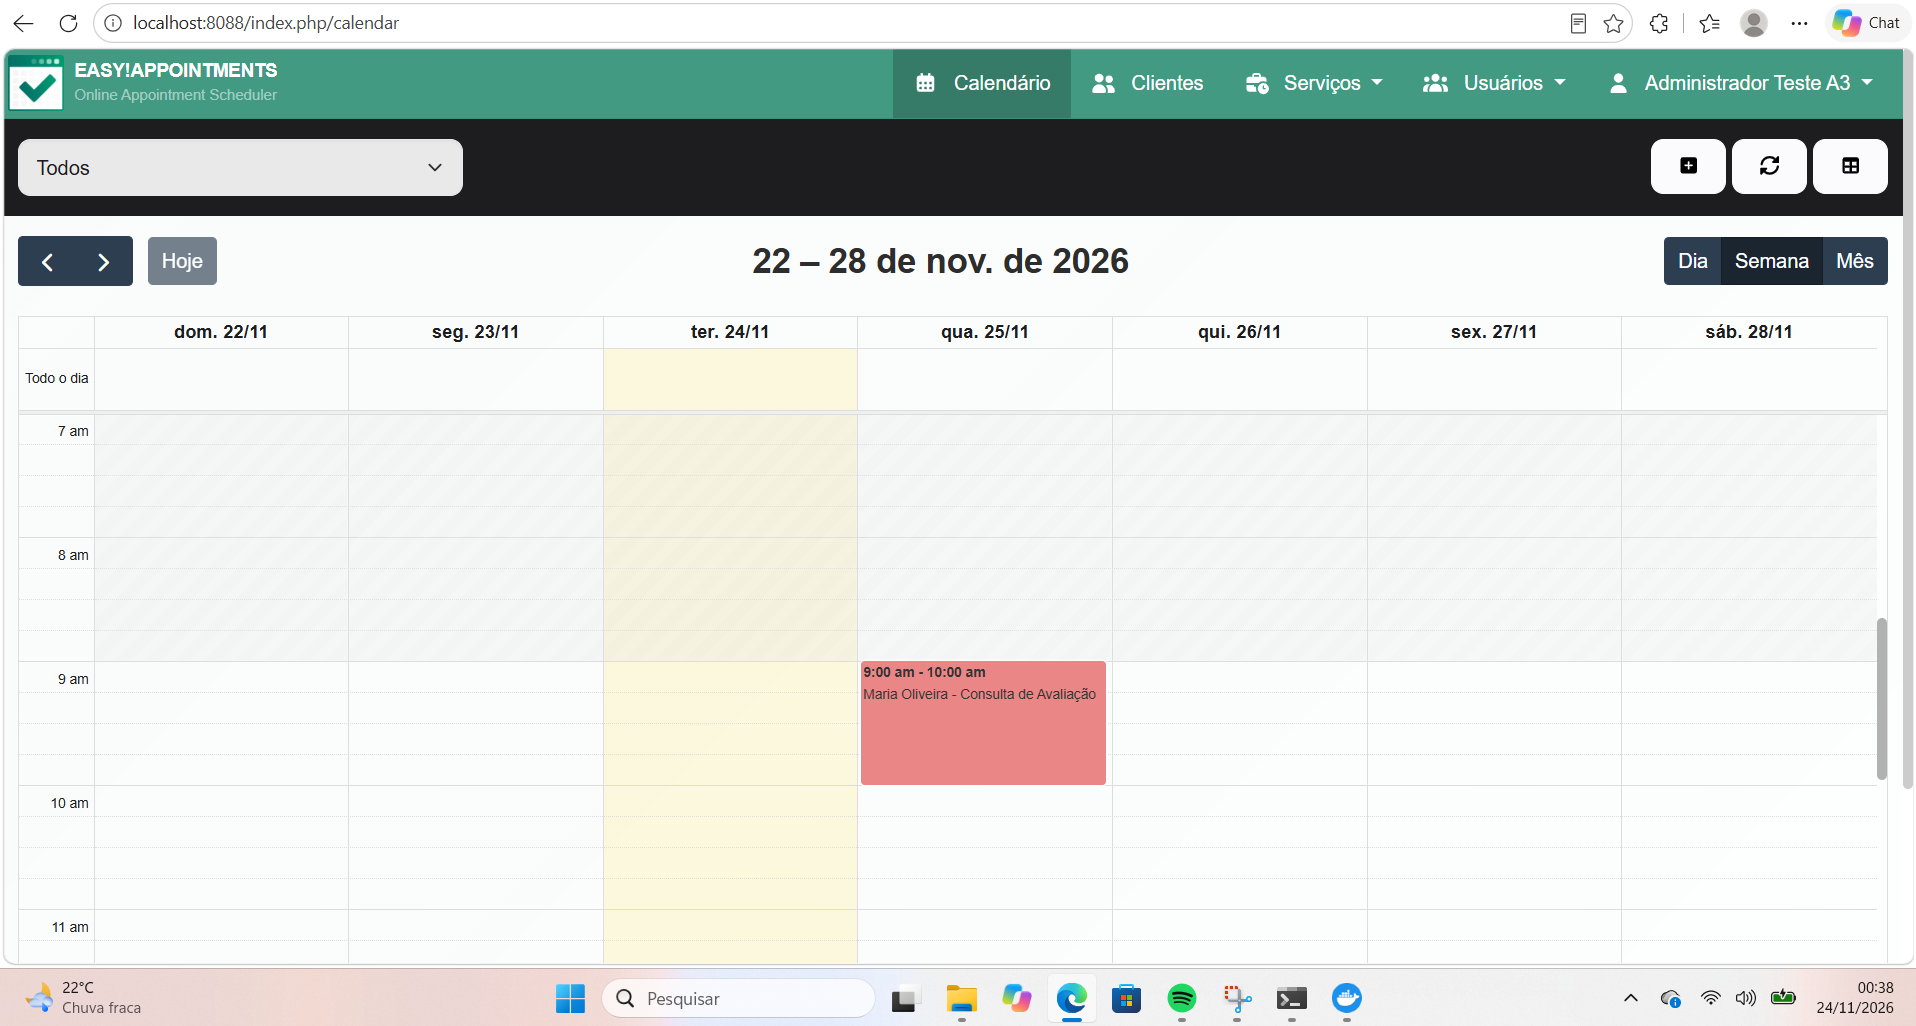 localhost:8088/index.php/calendar
Chat
EASY!APPOINTMENTS
Online Appointment Scheduler
Calendário
Clientes
Serviços
Usuários
Administrador Teste A3
Todos
Hoje
22 – 28 de nov. de 2026
Dia
Semana
Mês
dom. 22/11
seg. 23/11
ter. 24/11
qua. 25/11
qui. 26/11
sex. 27/11
sáb. 28/11
Todo o dia
7 am
8 am
9 am
9:00 am - 10:00 am
Maria Oliveira - Consulta de Avaliação
10 am
11 am
22°C
Chuva fraca
Pesquisar
00:38
24/11/2026